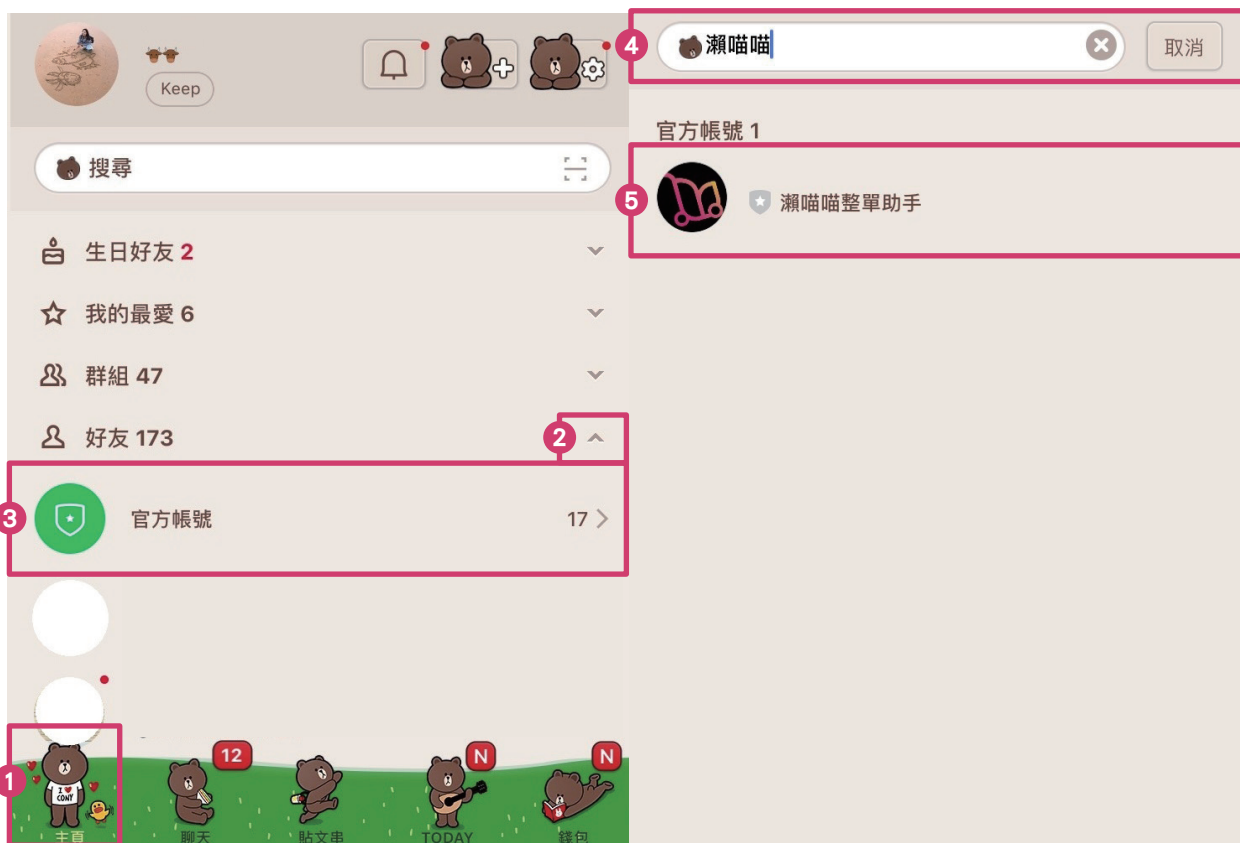 Keep
搜尋
生日好友 2
我的最愛 6
群組 47
好友 173
2
3
官方帳號
17
1
I ♥ CONY
12
N
N
主頁
聊天
貼文串
TODAY
錢包
4
瀨喵喵
取消
官方帳號 1
5
瀨喵喵整單助手